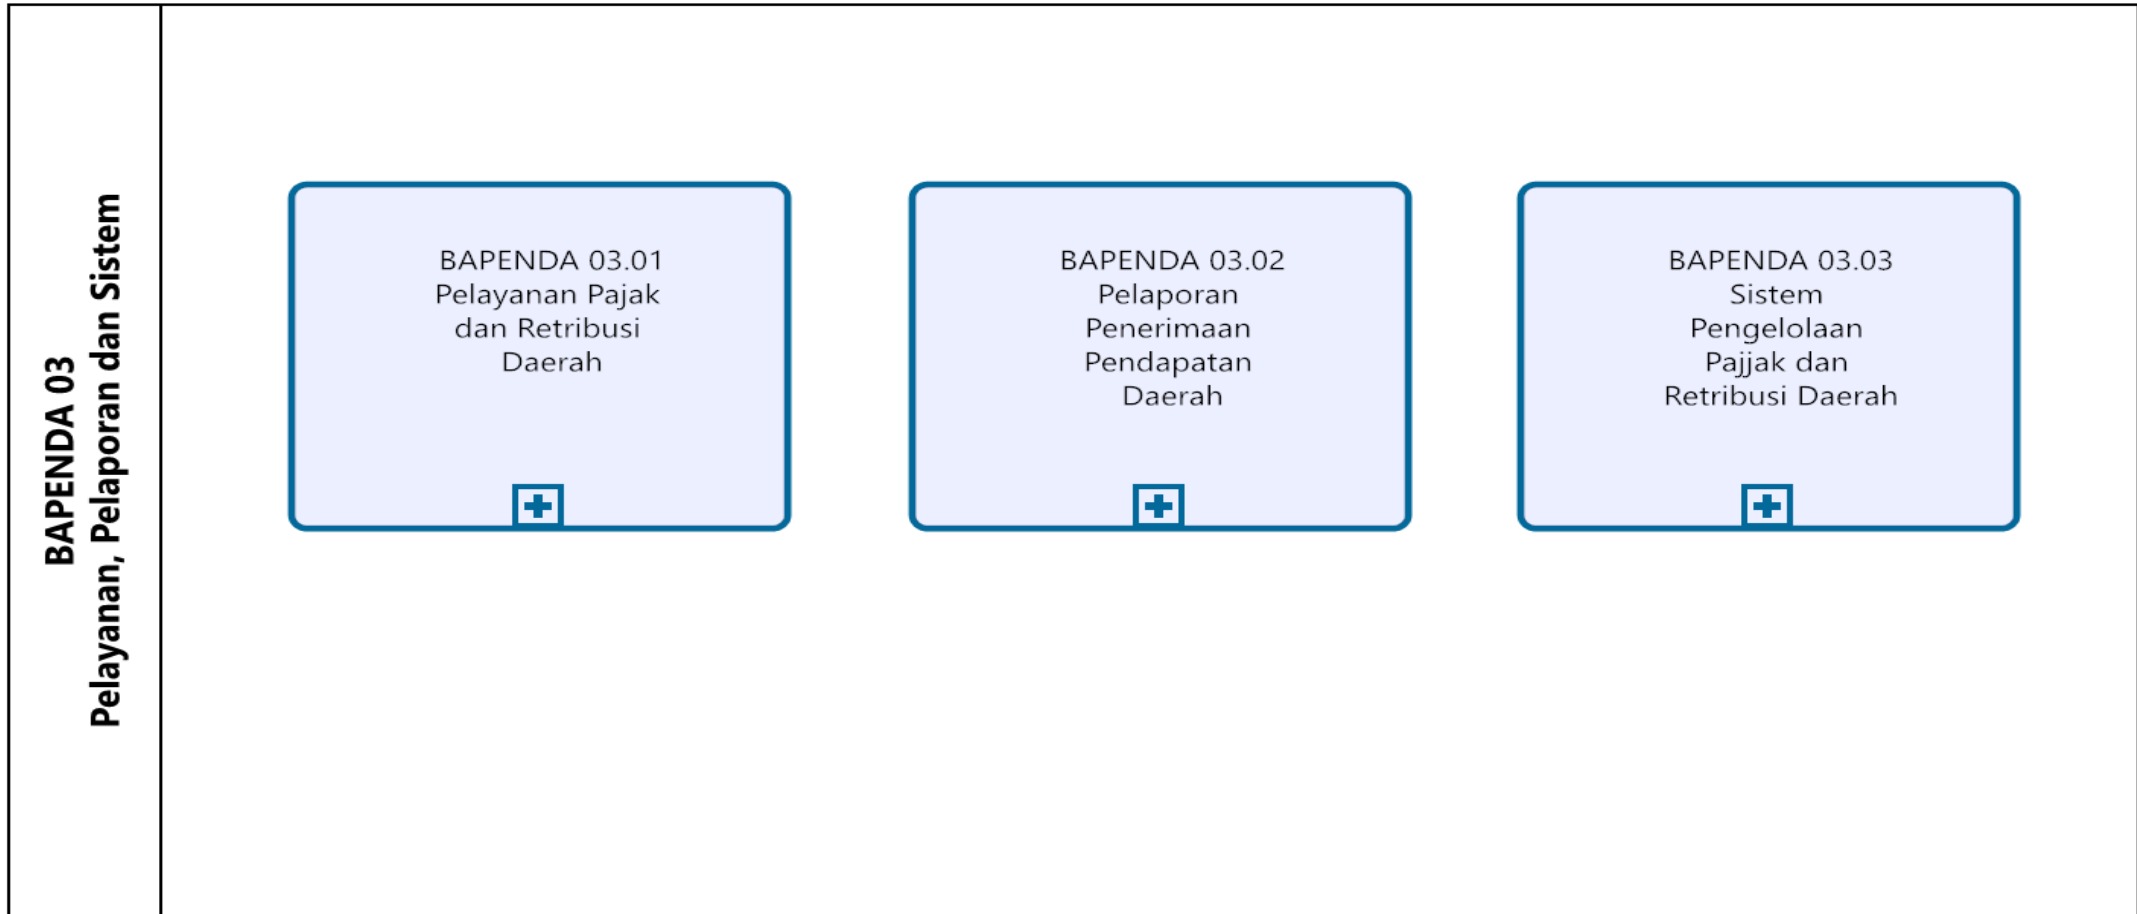 BAPENDA 03
Pelayanan, Pelaporan dan Sistem
BAPENDA 03.01
Pelayanan Pajak
dan Retribusi
Daerah
BAPENDA 03.02
Pelaporan
Penerimaan
Pendapatan
Daerah
BAPENDA 03.03
Sistem
Pengelolaan
Pajjak dan
Retribusi Daerah